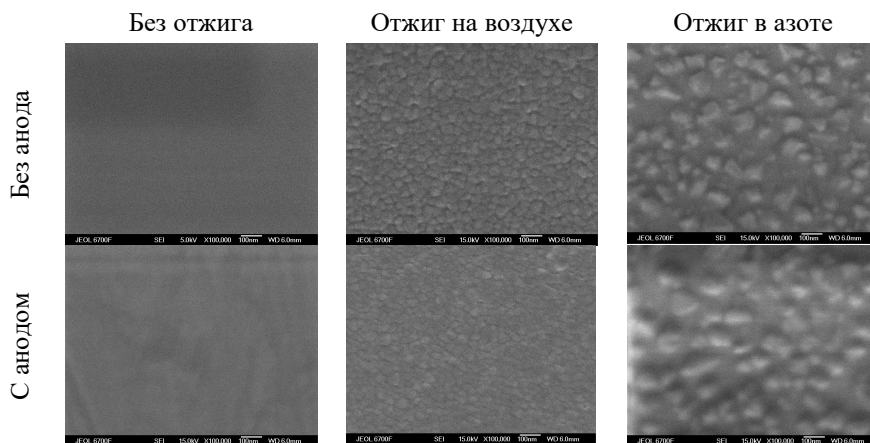 Без отжига
Отжиг на воздухе
Отжиг в азоте
Без анода
JEOL 6700F SEI 5.0kV X100,000 100nm WD 6.0mm
JEOL 6700F SEI 15.0kV X100,000 100nm WD 6.0mm
JEOL 6700F SEI 15.0kV X100,000 100nm WD 6.0mm
С анодом
JEOL 6700F SEI 15.0kV X100,000 100nm WD 6.0mm
JEOL 6700F SEI 15.0kV X100,000 100nm WD 6.0mm
JEOL 6700F SEI 15.0kV X100,000 100nm WD 6.0mm